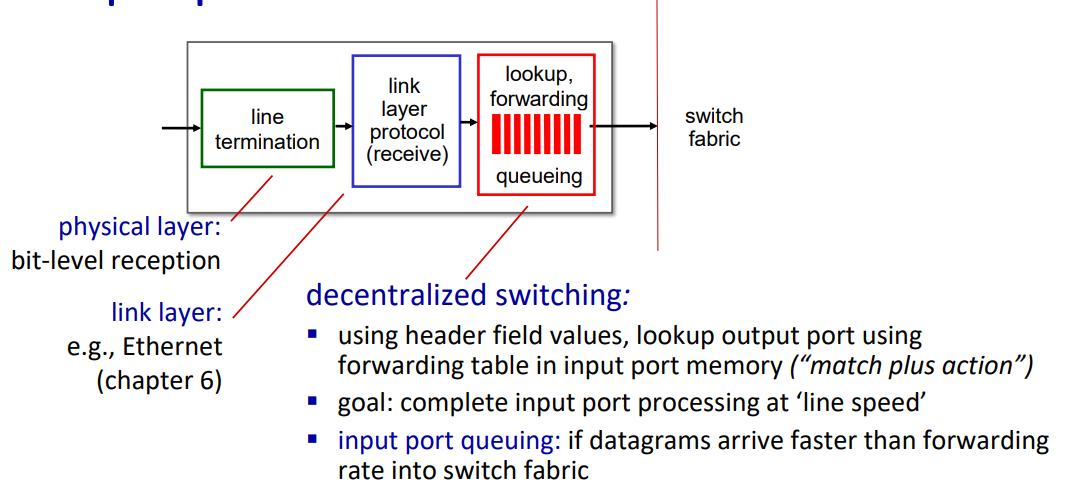 line
termination
link
layer
protocol
(receive)
lookup,
forwarding
queueing
switch
fabric
physical layer:
bit-level reception
link layer:
e.g., Ethernet
(chapter 6)
decentralized switching:
▪ using header field values, lookup output port using
forwarding table in input port memory (“match plus action”)
▪ goal: complete input port processing at ‘line speed’
▪ input port queuing: if datagrams arrive faster than forwarding
rate into switch fabric